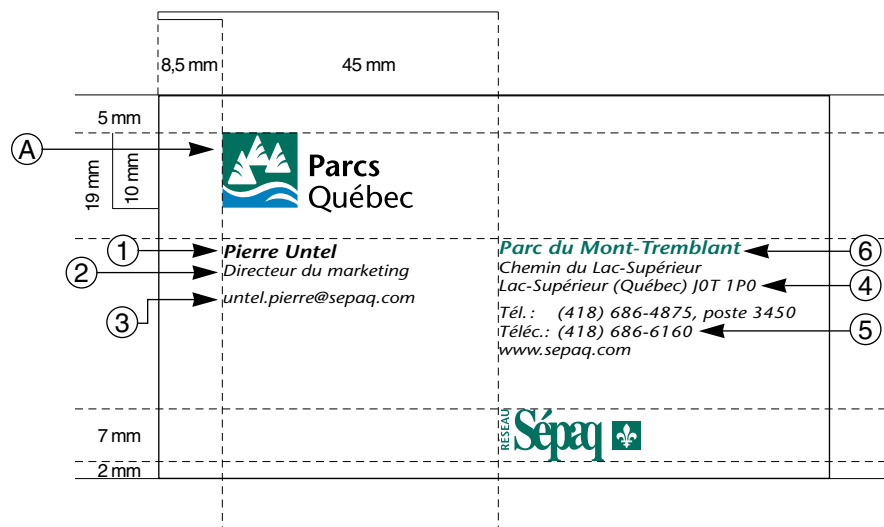 8,5 mm
45 mm
5 mm
A
19 mm
10 mm
Parcs
Québec
1
Pierre Untel
2
Directeur du marketing
3
untel.pierre@sepaq.com
Parc du Mont-Tremblant
6
Chemin du Lac-Supérieur
Lac-Supérieur (Québec) J0T 1P0
4
Tél. : (418) 686-4875, poste 3450
Téléc.: (418) 686-6160
5
www.sepaq.com
7 mm
RÉSEAU
Sépaq
2 mm